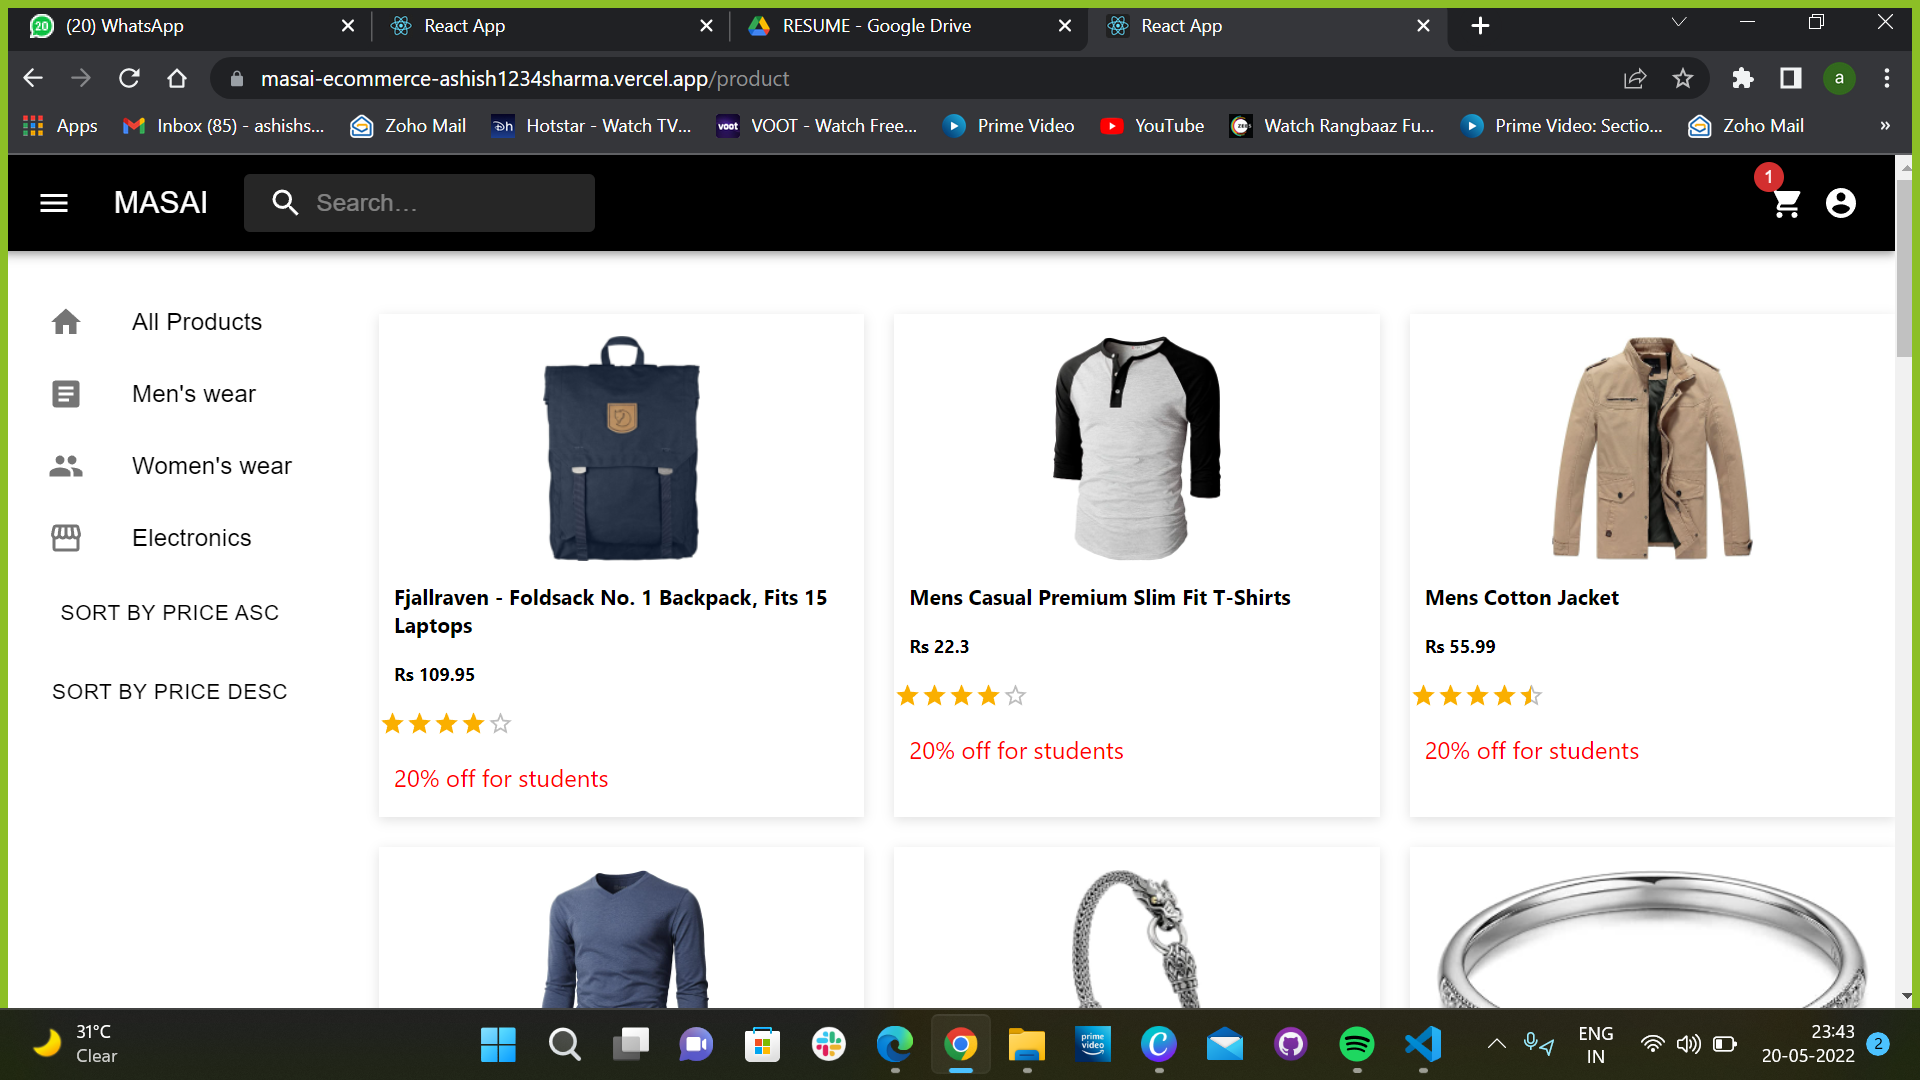 20
(20) WhatsApp
React App
RESUME - Google Drive
React App
masai-ecommerce-ashish1234sharma.vercel.app/product
a
Apps
Inbox (85) - ashishs...
Zoho Mail
Hotstar - Watch TV...
voot
VOOT - Watch Free...
Prime Video
YouTube
Watch Rangbaaz Fu...
Prime Video: Sectio...
Zoho Mail
»
MASAI
Search...
1
All Products
Men's wear
Women's wear
Electronics
SORT BY PRICE ASC
SORT BY PRICE DESC
Fjallraven - Foldsack No. 1 Backpack, Fits 15
Laptops
Rs 109.95
20% off for students
Mens Casual Premium Slim Fit T-Shirts
Rs 22.3
20% off for students
Mens Cotton Jacket
Rs 55.99
20% off for students
31°C
Clear
prime
video
ENG
IN
23:43
20-05-2022
2